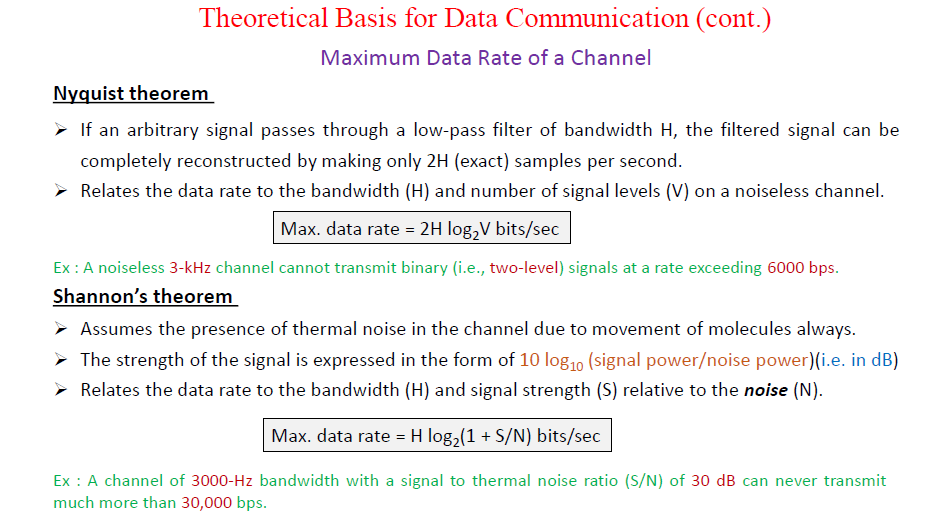 Theoretical Basis for Data Communication (cont.)
Maximum Data Rate of a Channel
Nyquist theorem
➢ If an arbitrary signal passes through a low-pass filter of bandwidth H, the filtered signal can be
completely reconstructed by making only 2H (exact) samples per second.
➢ Relates the data rate to the bandwidth (H) and number of signal levels (V) on a noiseless channel.
Max. data rate = 2H log₂V bits/sec
Ex : A noiseless 3-kHz channel cannot transmit binary (i.e., two-level) signals at a rate exceeding 6000 bps.
Shannon’s theorem
➢ Assumes the presence of thermal noise in the channel due to movement of molecules always.
➢ The strength of the signal is expressed in the form of 10 log₁₀ (signal power/noise power)(i.e. in dB)
➢ Relates the data rate to the bandwidth (H) and signal strength (S) relative to the noise (N).
Max. data rate = H log₂(1 + S/N) bits/sec
Ex : A channel of 3000-Hz bandwidth with a signal to thermal noise ratio (S/N) of 30 dB can never transmit
much more than 30,000 bps.